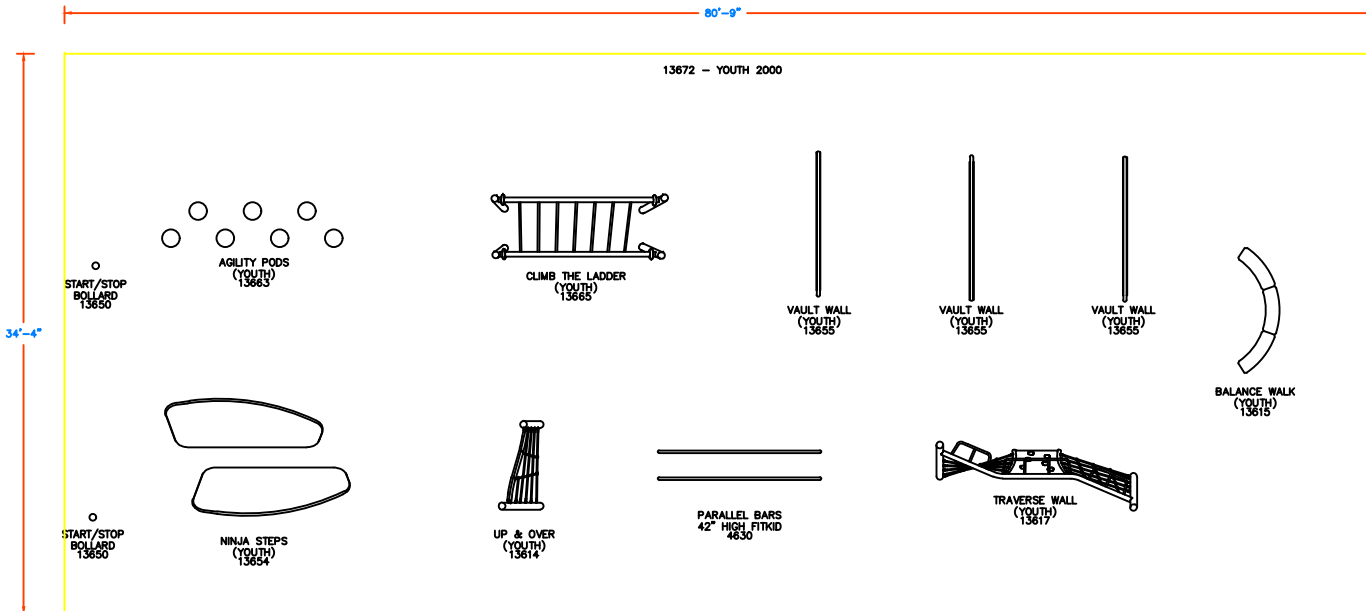 80'-9"
13672 - YOUTH 2000
AGILITY PODS
(YOUTH)
13663
START/STOP
BOLLARD
13650
CLIMB THE LADDER
(YOUTH)
13665
VAULT WALL
(YOUTH)
13655
VAULT WALL
(YOUTH)
13655
VAULT WALL
(YOUTH)
13655
34'-4"
BALANCE WALK
(YOUTH)
13615
START/STOP
BOLLARD
13650
NINJA STEPS
(YOUTH)
13654
UP & OVER
(YOUTH)
13614
PARALLEL BARS
42" HIGH FITKID
4630
TRAVERSE WALL
(YOUTH)
13617